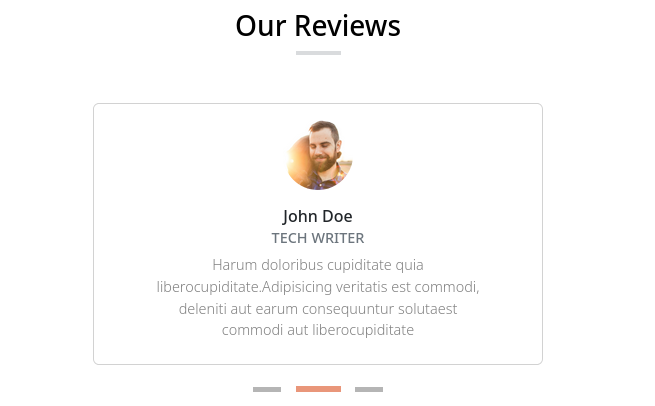 Our Reviews
John Doe
TECH WRITER
Harum doloribus cupiditate quia
liberocupiditate.Adipisicing veritatis est commodi,
deleniti aut earum consequuntur solutaest
commodi aut liberocupiditate